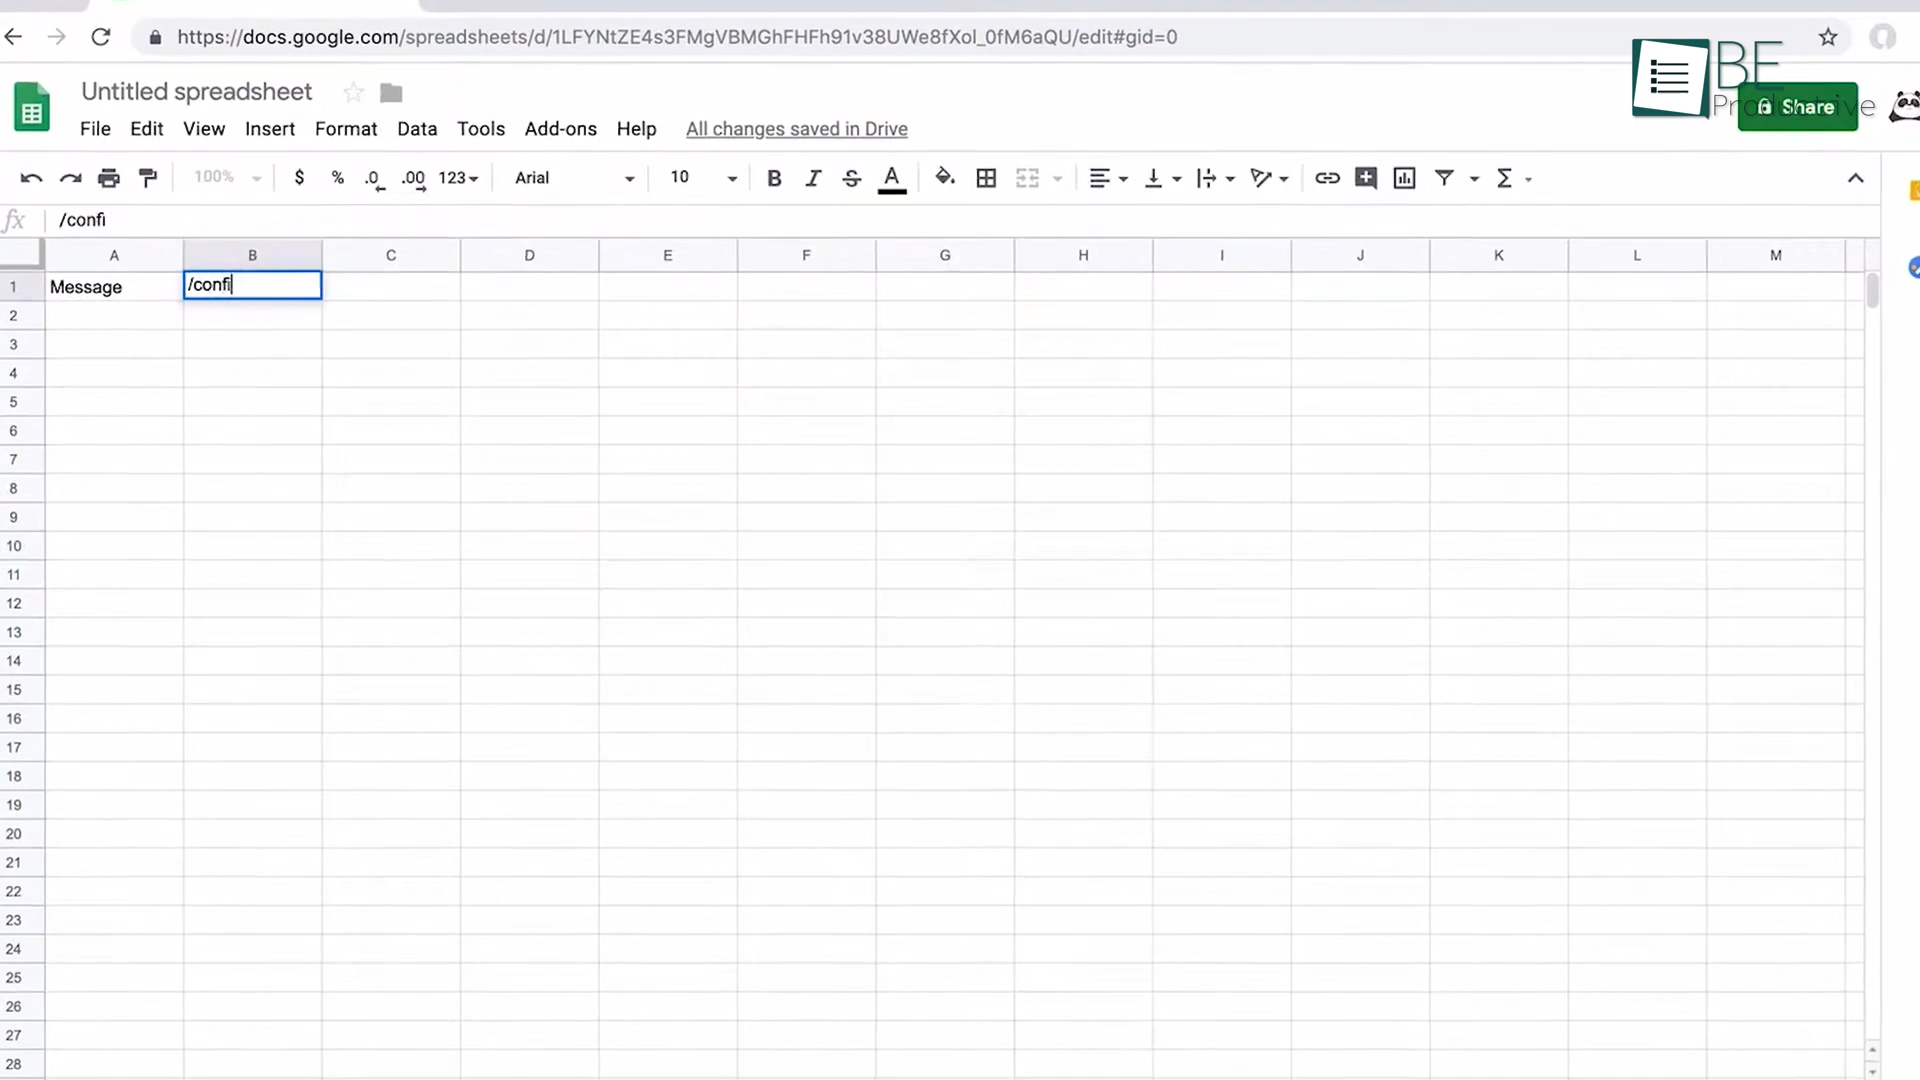 https://docs.google.com/spreadsheets/d/1LFYNtZE4s3FMgVBMGhFHFh91v38UWe8fXol_0fM6aQU/edit#gid=0
BE
Productive
Untitled spreadsheet
Share
File Edit View Insert Format Data Tools Add-ons Help All changes saved in Drive
100% $ % .0 .00 123 Arial 10 B I S A Σ
fx /confi
A B C D E F G H I J K L M
1 Message /confi
2
3
4
5
6
7
8
9
10
11
12
13
14
15
16
17
18
19
20
21
22
23
24
25
26
27
28